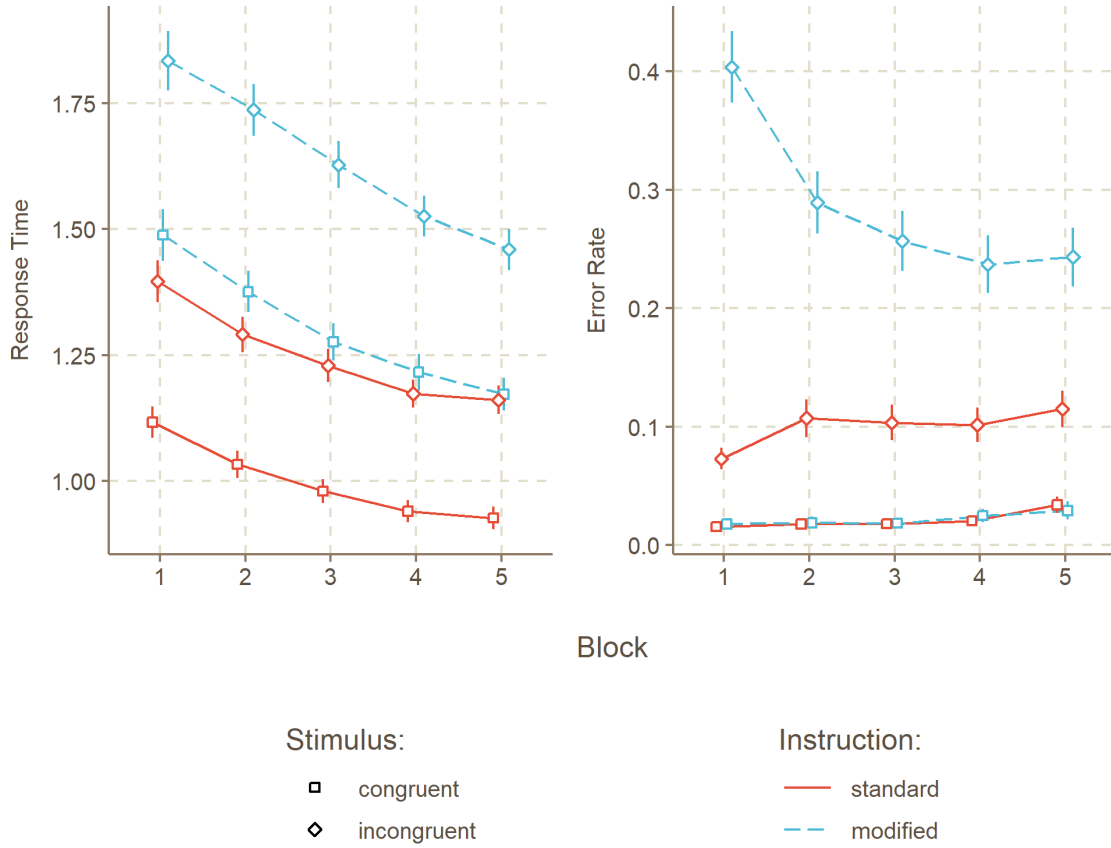 Response Time
1.75
1.50
1.25
1.00
1 2 3 4 5
Error Rate
0.4
0.3
0.2
0.1
0.0
1 2 3 4 5
Block
Stimulus:
congruent
incongruent
Instruction:
standard
modified